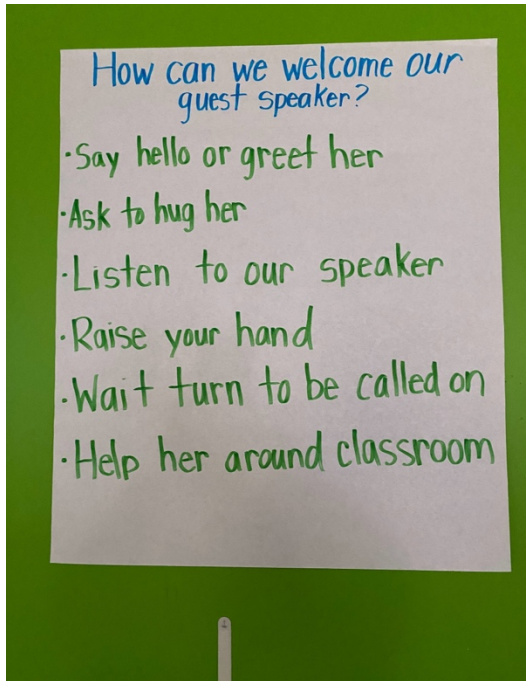 How can we welcome our
guest speaker?
·Say hello or greet her
·Ask to hug her
·Listen to our speaker
·Raise your hand
·Wait turn to be called on
·Help her around classroom